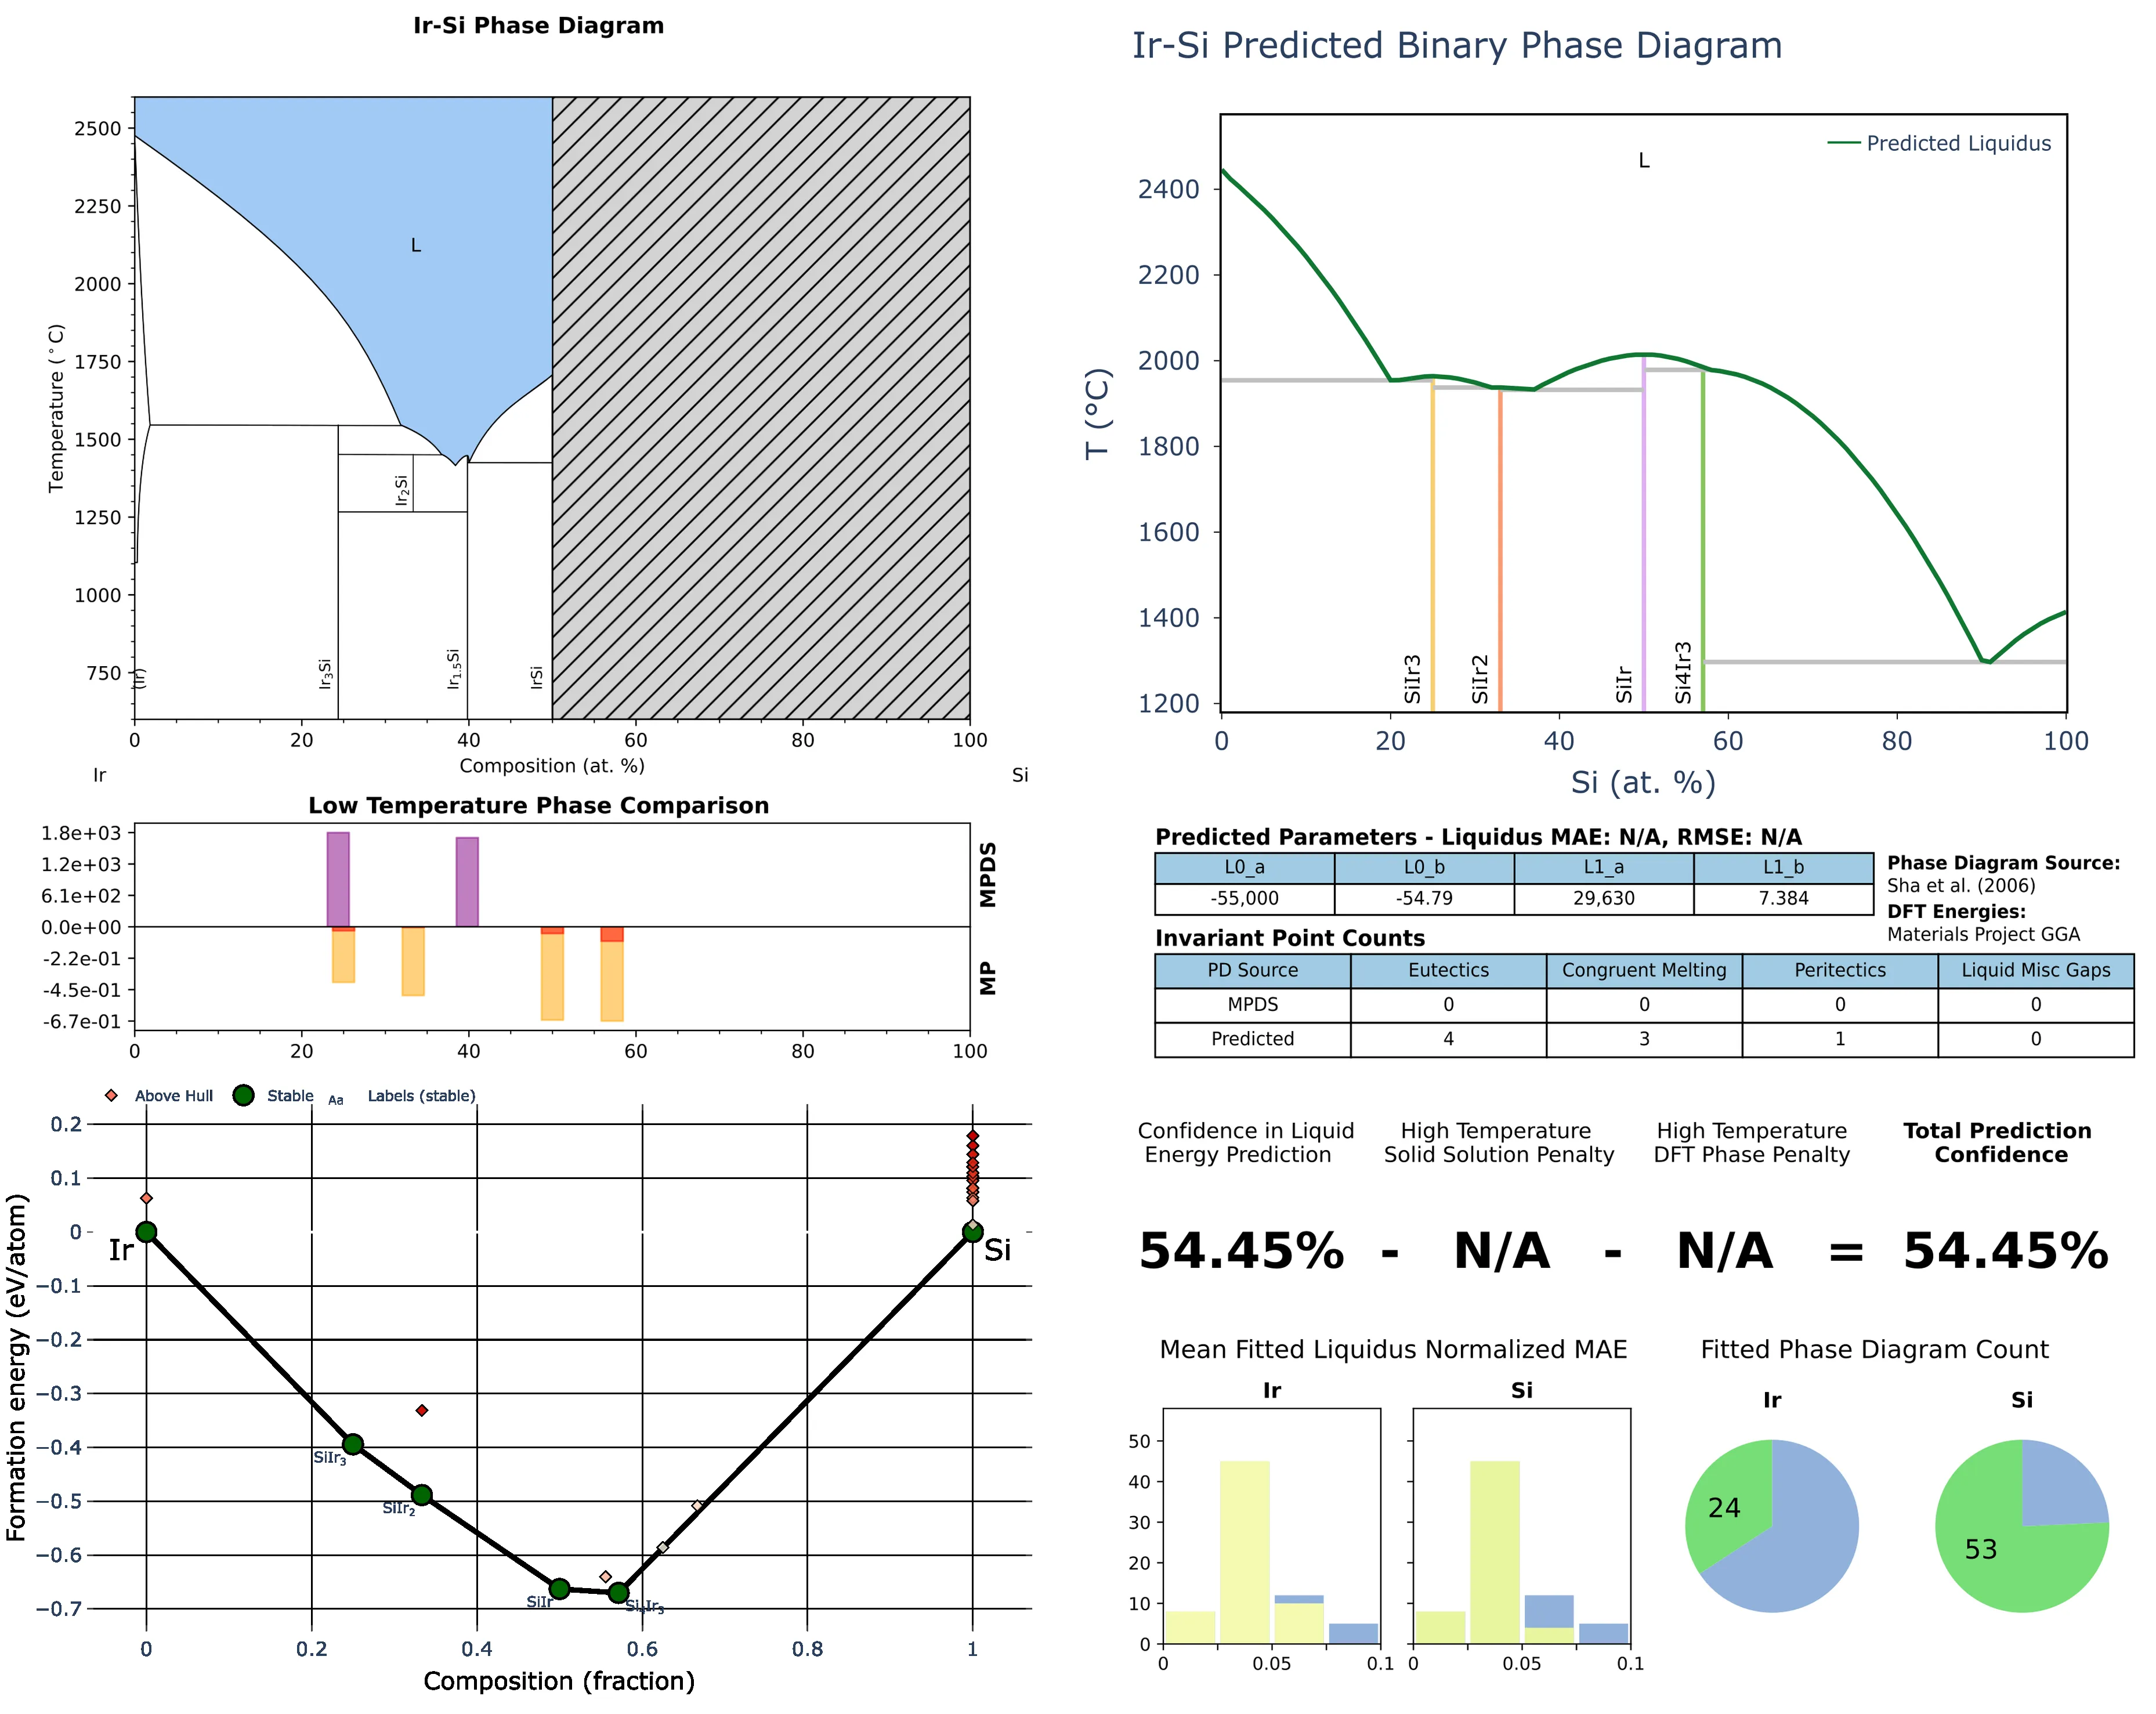 Ir-Si Phase Diagram
2500
2250
2000
1750
1500
1250
1000
750
Temperature (°C)
L
Ir₂Si
(Ir)
Ir₃Si
Ir₁.₅Si
IrSi
0 20 40 60 80 100
Composition (at. %)
Ir Si
Low Temperature Phase Comparison
1.8e+03
1.2e+03
6.1e+02
0.0e+00
-2.2e-01
-4.5e-01
-6.7e-01
MPDS
MP
0 20 40 60 80 100
Above Hull Stable Aa Labels (stable)
0.2
0.1
0
−0.1
−0.2
−0.3
−0.4
−0.5
−0.6
−0.7
Formation energy (eV/atom)
Ir Si
SiIr₃
SiIr₂
SiIr
Si₄Ir₃
0 0.2 0.4 0.6 0.8 1
Composition (fraction)
Ir-Si Predicted Binary Phase Diagram
Predicted Liquidus
L
2400
2200
2000
1800
1600
1400
1200
T (°C)
SiIr3
SiIr2
SiIr
Si4Ir3
0 20 40 60 80 100
Si (at. %)
Predicted Parameters - Liquidus MAE: N/A, RMSE: N/A
L0_a L0_b L1_a L1_b
-55,000 -54.79 29,630 7.384
Phase Diagram Source:
Sha et al. (2006)
DFT Energies:
Materials Project GGA
Invariant Point Counts
PD Source Eutectics Congruent Melting Peritectics Liquid Misc Gaps
MPDS 0 0 0 0
Predicted 4 3 1 0
Confidence in Liquid
Energy Prediction
High Temperature
Solid Solution Penalty
High Temperature
DFT Phase Penalty
Total Prediction
Confidence
54.45% - N/A - N/A = 54.45%
Mean Fitted Liquidus Normalized MAE
Ir Si
50
40
30
20
10
0
0 0.05 0.1 0 0.05 0.1
Fitted Phase Diagram Count
Ir Si
24
53